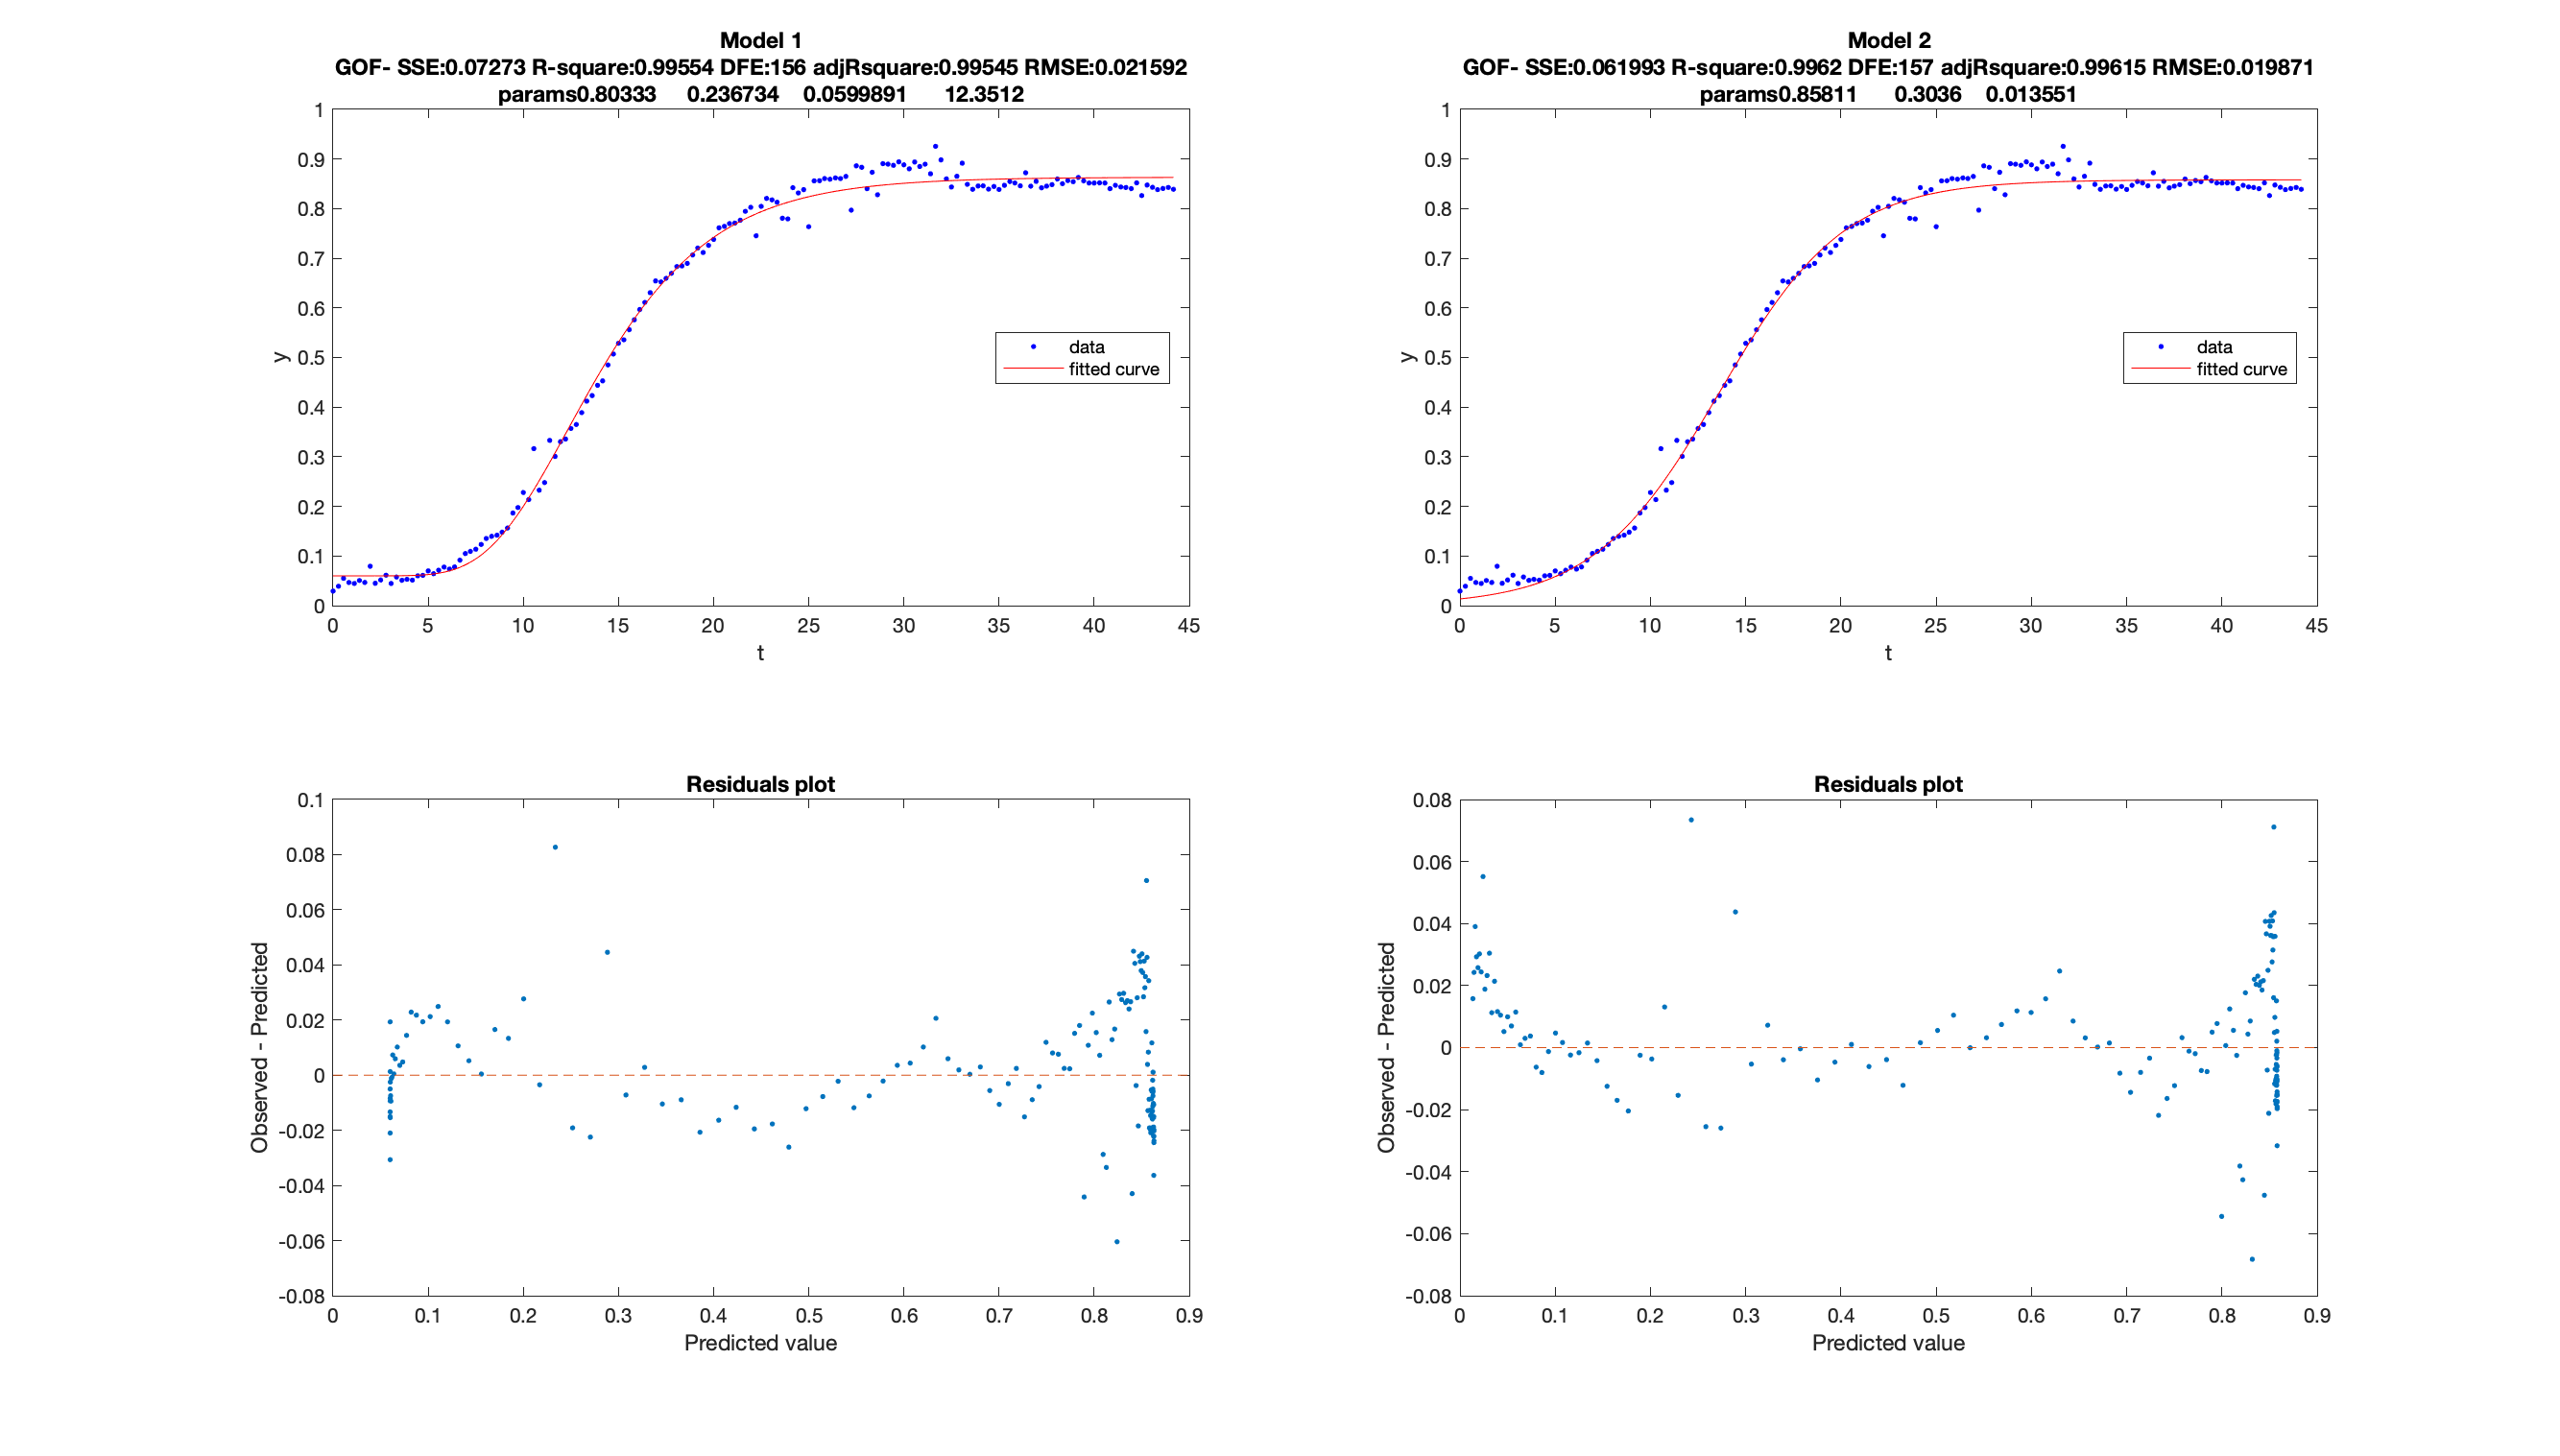 Model 1
GOF- SSE:0.07273 R-square:0.99554 DFE:156 adjRsquare:0.99545 RMSE:0.021592
params0.80333 0.236734 0.0599891 12.3512
1
0.9
0.8
0.7
0.6
0.5
0.4
0.3
0.2
0.1
0
y
data
fitted curve
0 5 10 15 20 25 30 35 40 45
t
Model 2
GOF- SSE:0.061993 R-square:0.9962 DFE:157 adjRsquare:0.99615 RMSE:0.019871
params0.85811 0.3036 0.013551
1
0.9
0.8
0.7
0.6
0.5
0.4
0.3
0.2
0.1
0
y
data
fitted curve
0 5 10 15 20 25 30 35 40 45
t
Residuals plot
0.1
0.08
0.06
0.04
0.02
0
-0.02
-0.04
-0.06
-0.08
Observed - Predicted
0 0.1 0.2 0.3 0.4 0.5 0.6 0.7 0.8 0.9
Predicted value
Residuals plot
0.08
0.06
0.04
0.02
0
-0.02
-0.04
-0.06
-0.08
Observed - Predicted
0 0.1 0.2 0.3 0.4 0.5 0.6 0.7 0.8 0.9
Predicted value